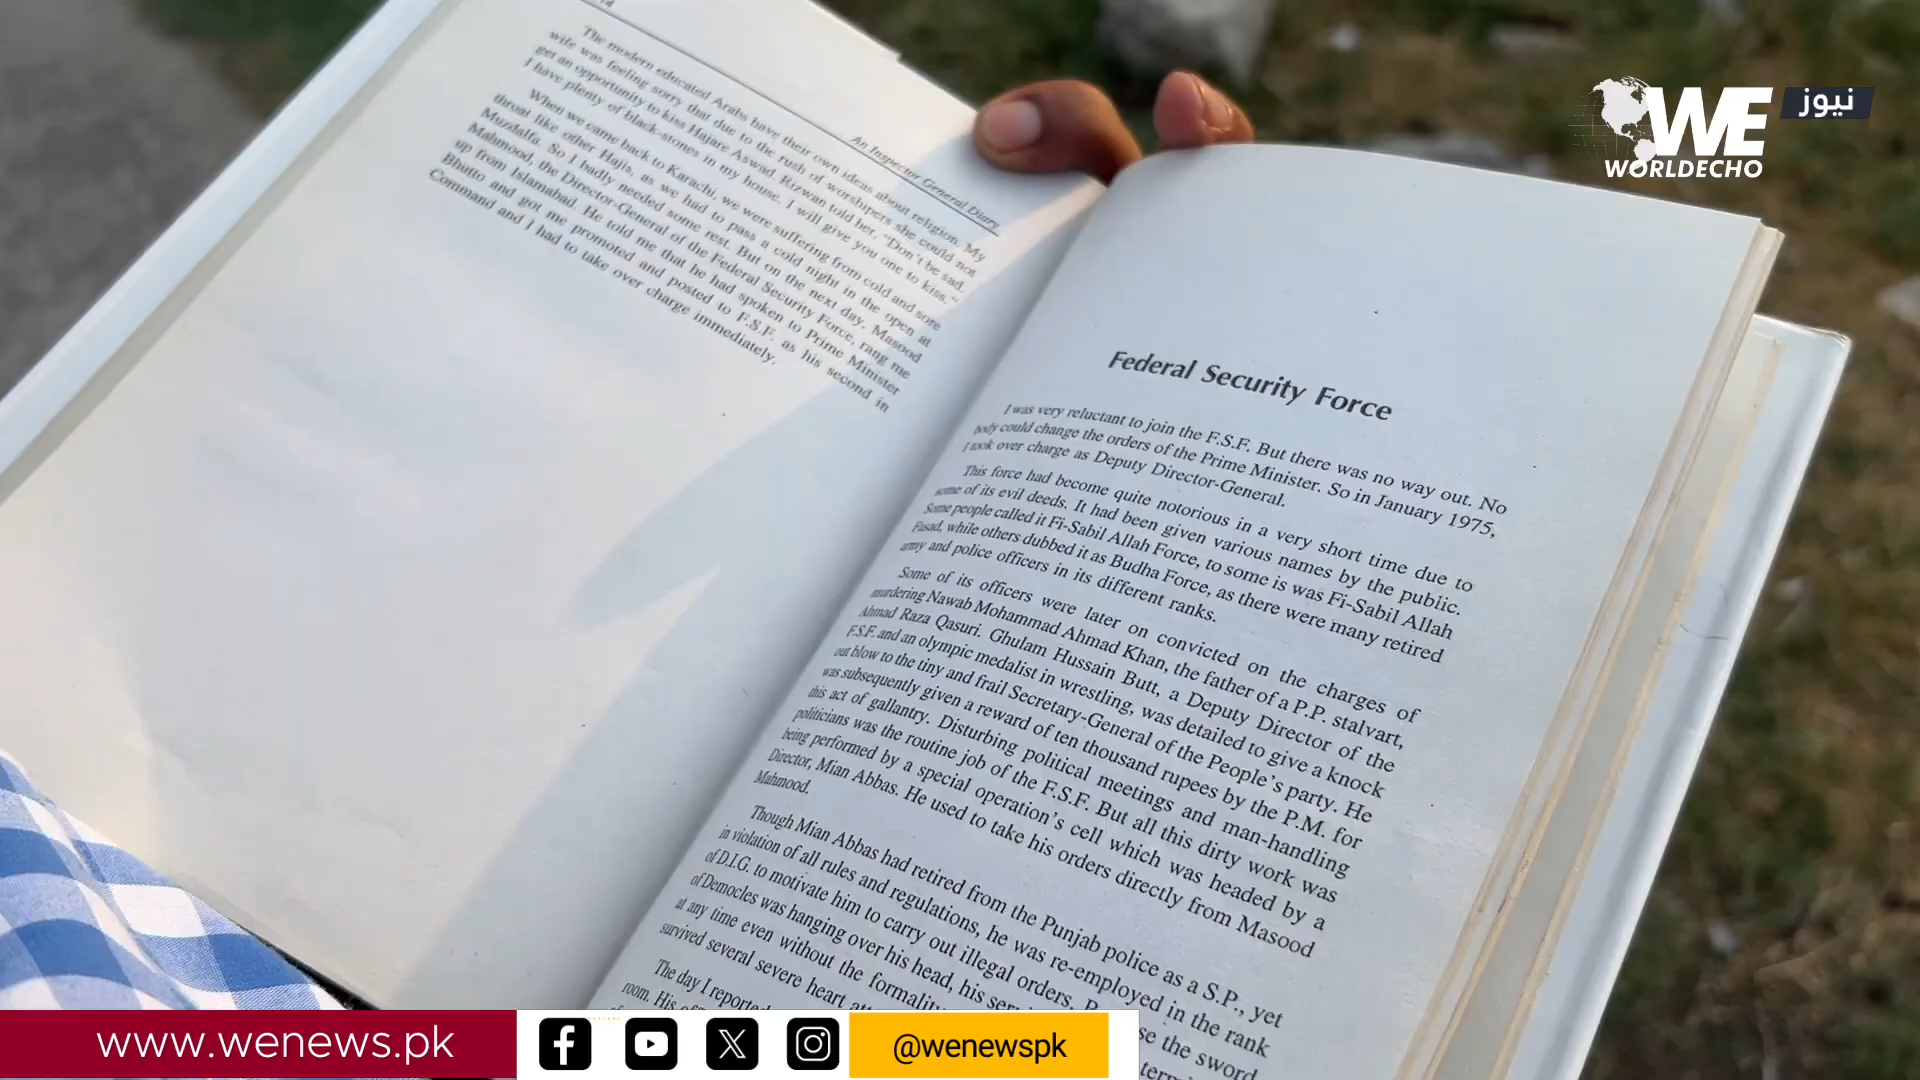 14
An Inspector General Diary
The modern educated Arabs have their own ideas about religion. My
wife was feeling sorry that due to the rush of worshipers she could not
get an opportunity to kiss Hajare Aswad. Rizwan told her, "Don't be sad.
I have plenty of black-stones in my house. I will give you one to kiss."
When we came back to Karachi, we were suffering from cold and sore
throat like other Hajis, as we had to pass a cold night in the open at
Muzdalfa. So I badly needed some rest. But on the next day, Masood
Mahmood, the Director-General of the Federal Security Force, rang me
up from Islamabad. He told me that he had spoken to Prime Minister
Bhutto and got me promoted and posted to F.S.F. as his second in
Command and I had to take over charge immediately.
Federal Security Force
I was very reluctant to join the F.S.F. But there was no way out. No
body could change the orders of the Prime Minister. So in January 1975,
I took over charge as Deputy Director-General.
This force had become quite notorious in a very short time due to
some of its evil deeds. It had been given various names by the public.
Some people called it Fi-Sabil Allah Force, to some is was Fi-Sabil Allah
Fasad, while others dubbed it as Budha Force, as there were many retired
army and police officers in its different ranks.
Some of its officers were later on convicted on the charges of
murdering Nawab Mohammad Ahmad Khan, the father of a P.P. stalvart,
Ahmad Raza Qasuri. Ghulam Hussain Butt, a Deputy Director of the
F.S.F. and an olympic medalist in wrestling, was detailed to give a knock
out blow to the tiny and frail Secretary-General of the People's party. He
was subsequently given a reward of ten thousand rupees by the P.M. for
this act of gallantry. Disturbing political meetings and man-handling
politicians was the routine job of the F.S.F. But all this dirty work was
being performed by a special operation's cell which was headed by a
Director, Mian Abbas. He used to take his orders directly from Masood
Mahmood.
Though Mian Abbas had retired from the Punjab police as a S.P., yet
in violation of all rules and regulations, he was re-employed in the rank
of D.I.G. to motivate him to carry out illegal orders. se the sword
of Democles was hanging over his head, his
at any time even without the
survived several severe heart
The day I reported
room. His
WE نیوز
WORLDECHO
www.wenews.pk
@wenewspk